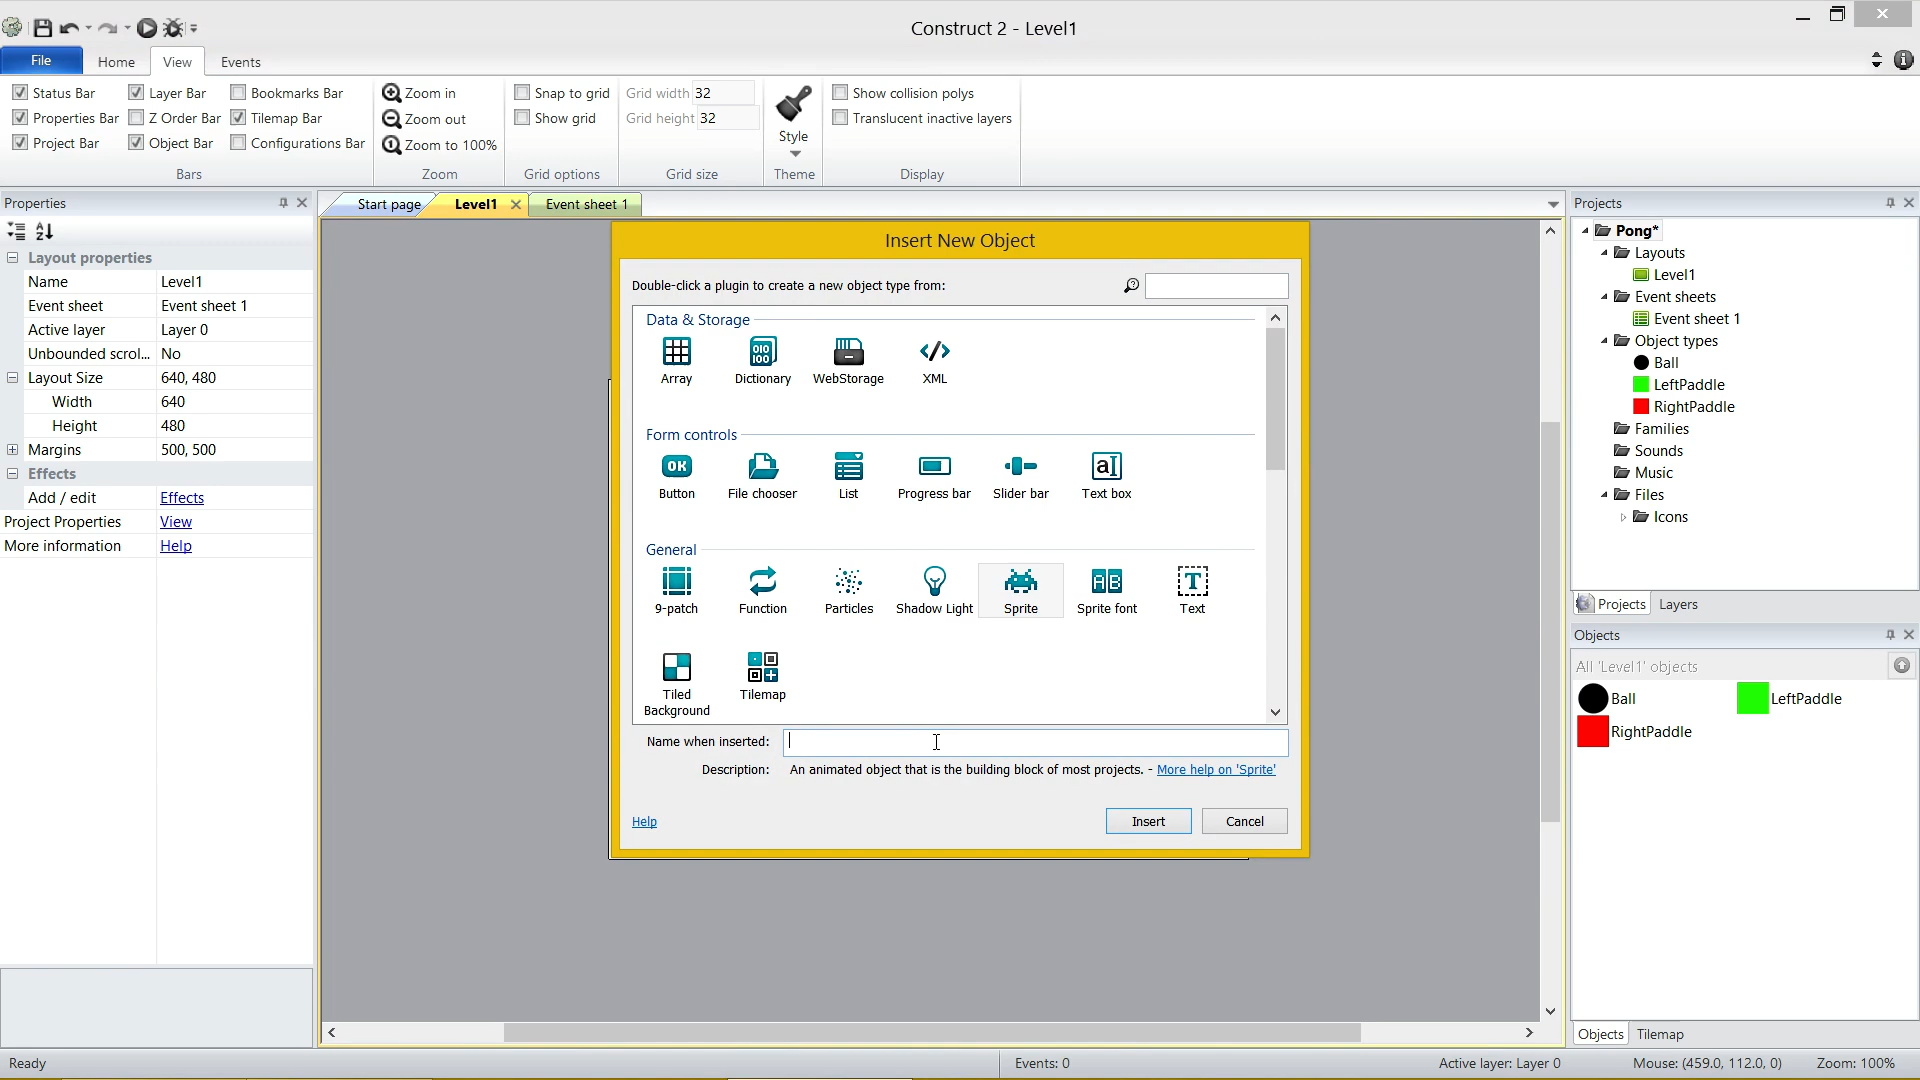 Construct 2 - Level1
File Home View Events
Status Bar Layer Bar Bookmarks Bar Zoom in Snap to grid Grid width 32 Show collision polys
Properties Bar Z Order Bar Tilemap Bar Zoom out Show grid Grid height 32 Translucent inactive layers
Style
Project Bar Object Bar Configurations Bar Zoom to 100%
Bars Zoom Grid options Grid size Theme Display
Properties
Start page Level1 Event sheet 1
Projects
Layout properties
Name Level1
Event sheet Event sheet 1
Active layer Layer 0
Unbounded scrol... No
Layout Size 640, 480
Width 640
Height 480
Margins 500, 500
Effects
Add / edit Effects
Project Properties View
More information Help
Insert New Object
Double-click a plugin to create a new object type from:
Data & Storage
Array Dictionary WebStorage XML
Form controls
Button File chooser List Progress bar Slider bar Text box
General
9-patch Function Particles Shadow Light Sprite Sprite font Text
Tiled Background Tilemap
Name when inserted:
Description: An animated object that is the building block of most projects. - More help on 'Sprite'
Help Insert Cancel
Pong*
Layouts
Level1
Event sheets
Event sheet 1
Object types
Ball
LeftPaddle
RightPaddle
Families
Sounds
Music
Files
Icons
Projects Layers
Objects
All 'Level1' objects
Ball LeftPaddle
RightPaddle
Objects Tilemap
Ready Events: 0 Active layer: Layer 0 Mouse: (459.0, 112.0, 0) Zoom: 100%